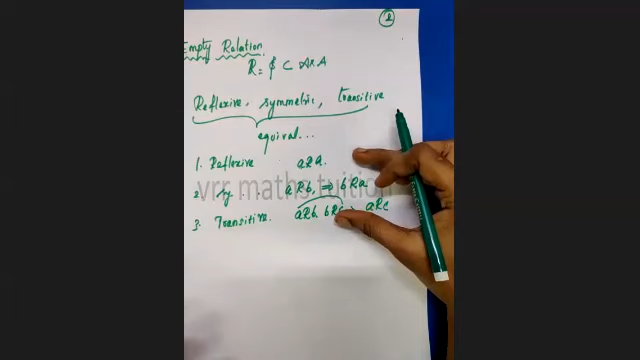 2
Empty Relation
R = ϕ ⊂ A×A
Reflexive, symmetric, transitive
equival...
1. Reflexive aRa.
2 Sy.. aRb, ⇒ bRa
3. Transitive. aRb, bRc ⇒ aRc
vrr maths tuition